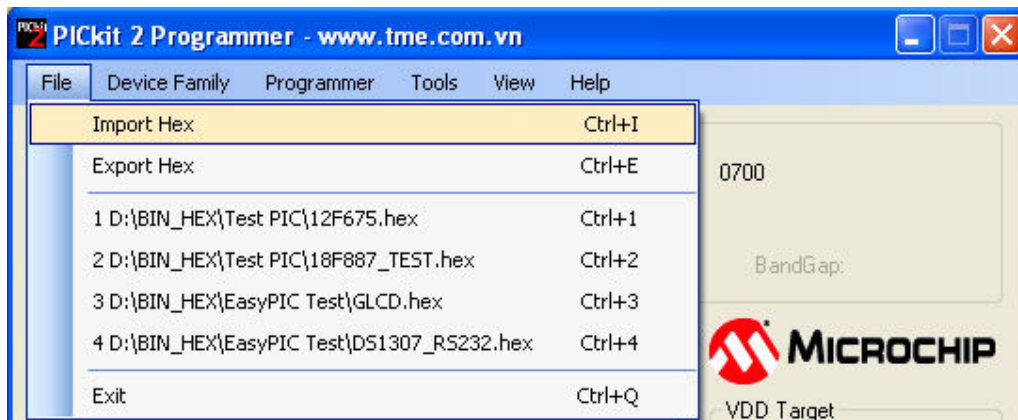 PICkit 2 Programmer - www.tme.com.vn
File Device Family Programmer Tools View Help
Import Hex Ctrl+I
Export Hex Ctrl+E
0700
1 D:\BIN_HEX\Test PIC\12F675.hex Ctrl+1
2 D:\BIN_HEX\Test PIC\18F887_TEST.hex Ctrl+2
BandGap:
3 D:\BIN_HEX\EasyPIC Test\GLCD.hex Ctrl+3
4 D:\BIN_HEX\EasyPIC Test\DS1307_RS232.hex Ctrl+4
MICROCHIP
Exit Ctrl+Q
VDD Target